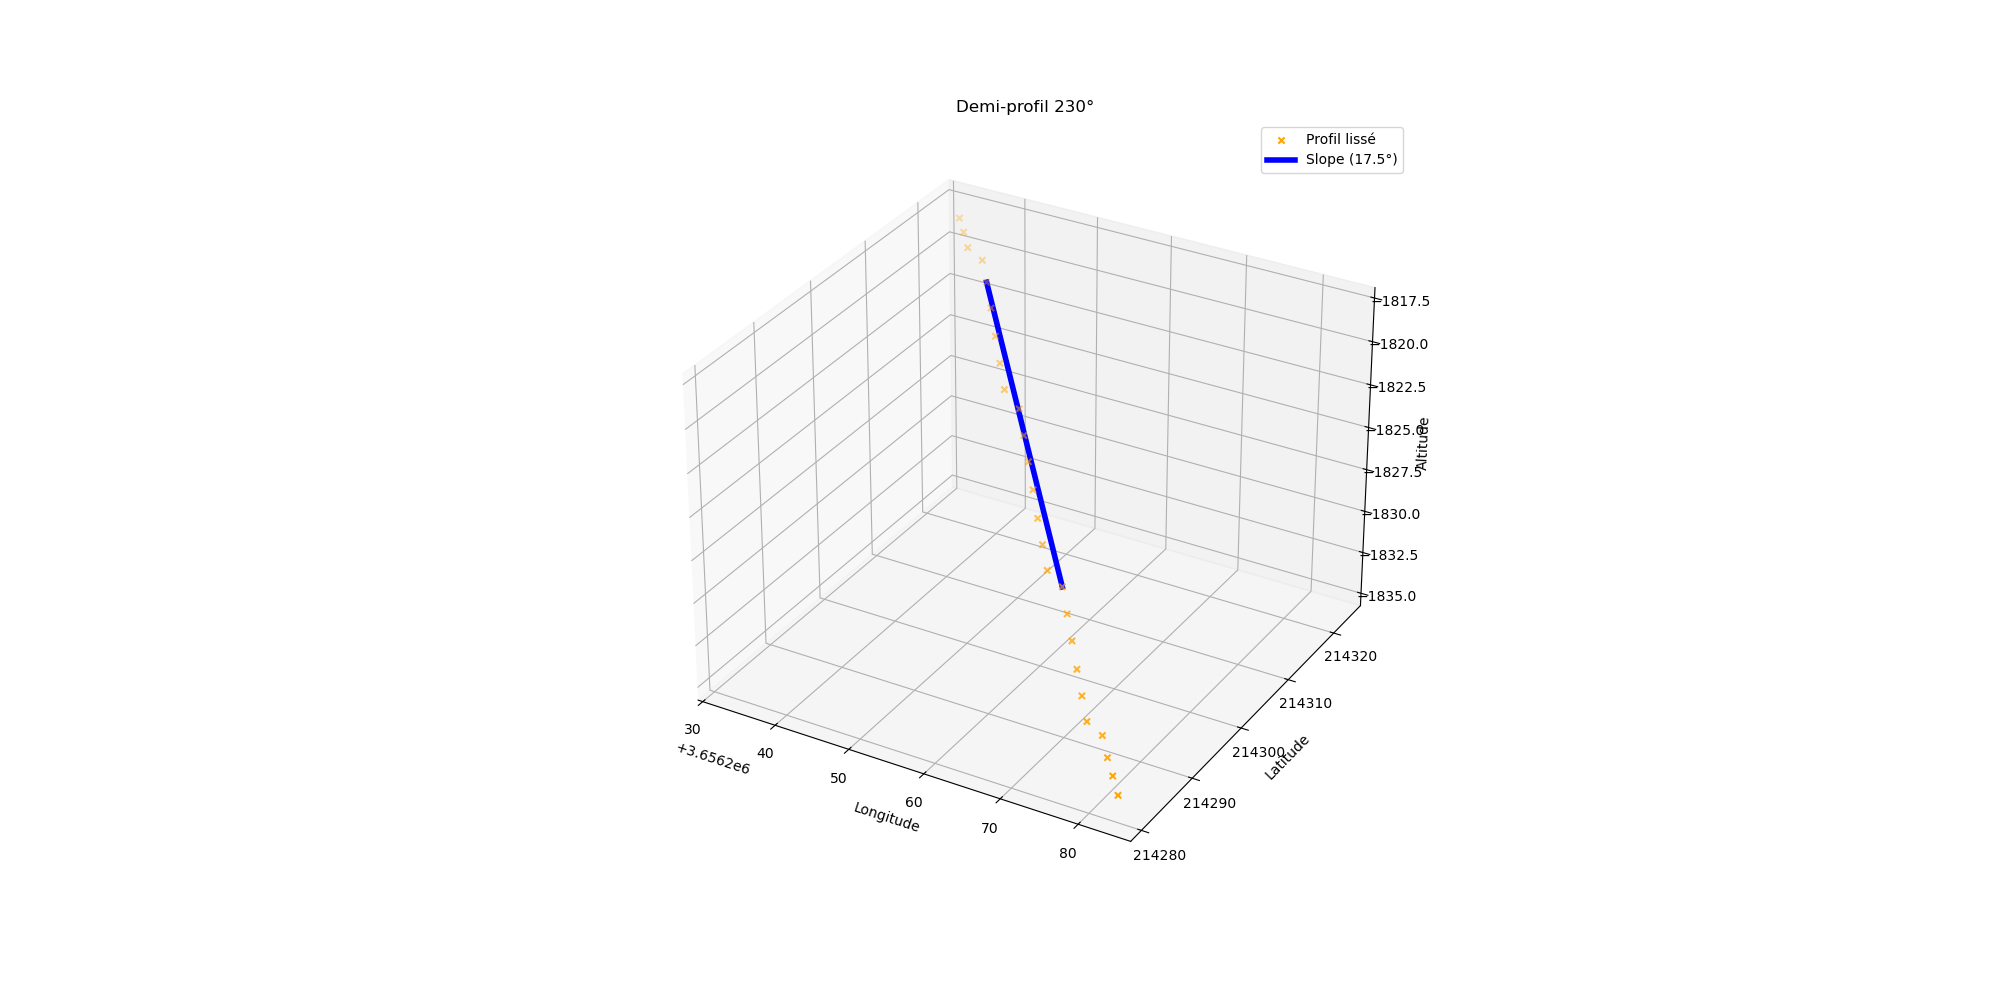 Demi-profil 230°
Profil lissé
Slope (17.5°)
−1817.5
−1820.0
−1822.5
−1825.0
−1827.5
−1830.0
−1832.5
−1835.0
Altitude
214320
214310
214300
214290
214280
Latitude
30
40
50
60
70
80
+3.6562e6
Longitude